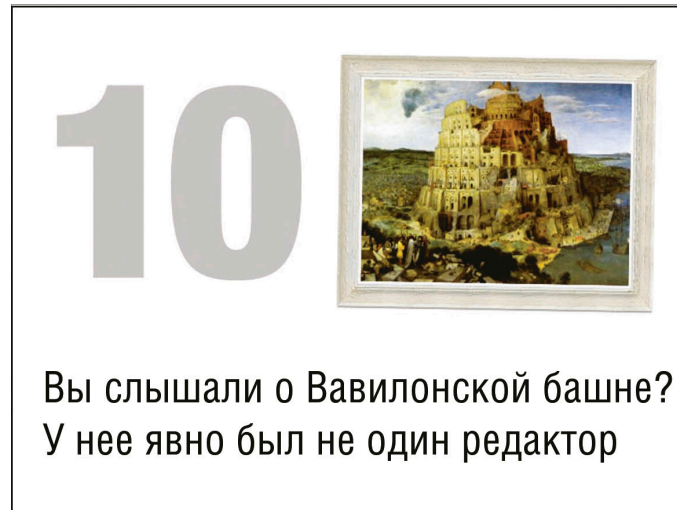 10
Вы слышали о Вавилонской башне?
У нее явно был не один редактор